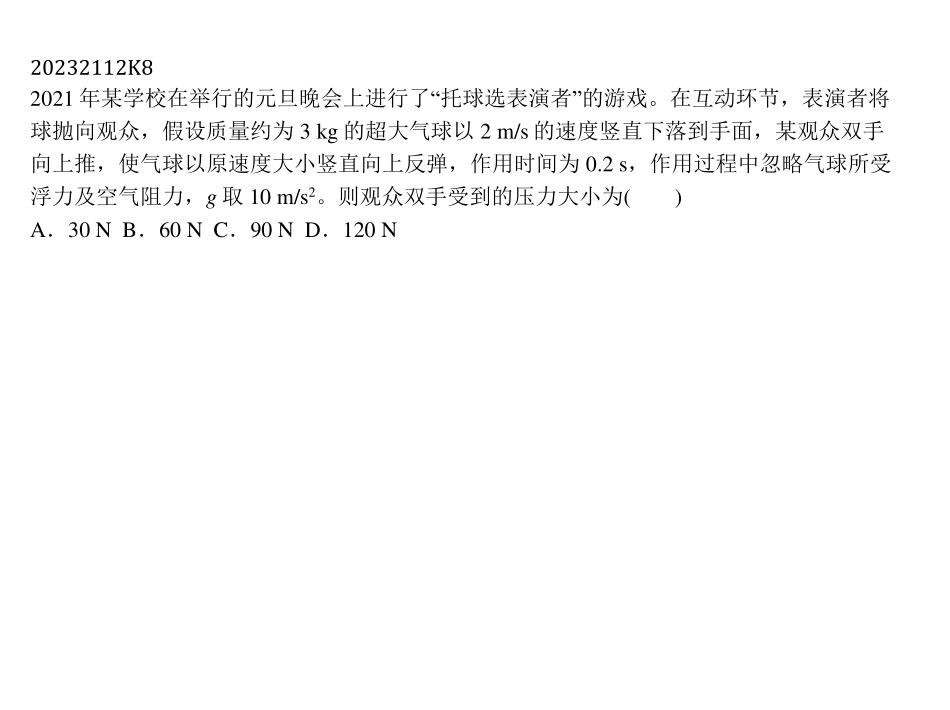 20232112K8
2021 年某学校在举行的元旦晚会上进行了“托球选表演者”的游戏。在互动环节，表演者将
球抛向观众，假设质量约为 3 kg 的超大气球以 2 m/s 的速度竖直下落到手面，某观众双手
向上推，使气球以原速度大小竖直向上反弹，作用时间为 0.2 s，作用过程中忽略气球所受
浮力及空气阻力，g 取 10 m/s²。则观众双手受到的压力大小为(　　)
A．30 N B．60 N C．90 N D．120 N